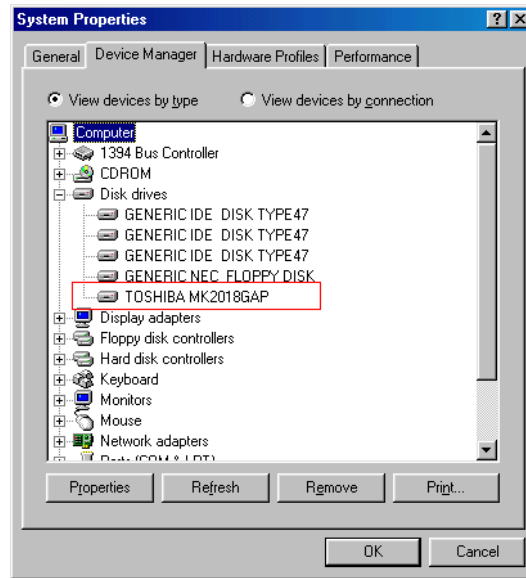 System Properties
General Device Manager Hardware Profiles Performance
View devices by type View devices by connection
Computer
1394 Bus Controller
CDROM
Disk drives
GENERIC IDE DISK TYPE47
GENERIC IDE DISK TYPE47
GENERIC IDE DISK TYPE47
GENERIC NEC FLOPPY DISK
TOSHIBA MK2018GAP
Display adapters
Floppy disk controllers
Hard disk controllers
Keyboard
Monitors
Mouse
Network adapters
Ports (COM & LPT)
Properties Refresh Remove Print...
OK Cancel